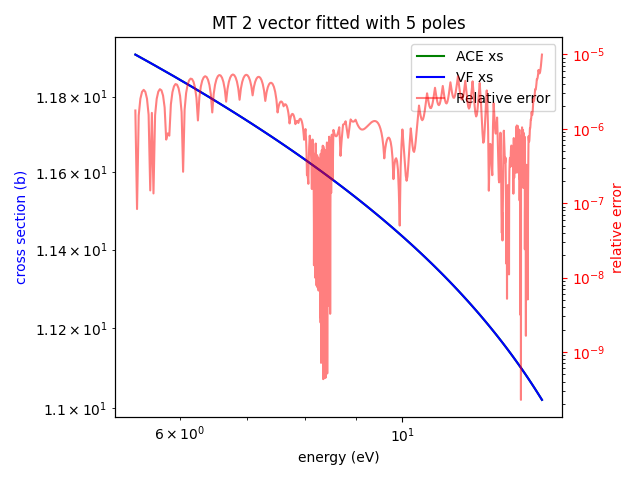 MT 2 vector fitted with 5 poles
ACE xs
VF xs
Relative error
cross section (b)
1.18 × 10¹
1.16 × 10¹
1.14 × 10¹
1.12 × 10¹
1.1 × 10¹
10⁻⁵
10⁻⁶
10⁻⁷
10⁻⁸
10⁻⁹
relative error
6 × 10⁰
10¹
energy (eV)